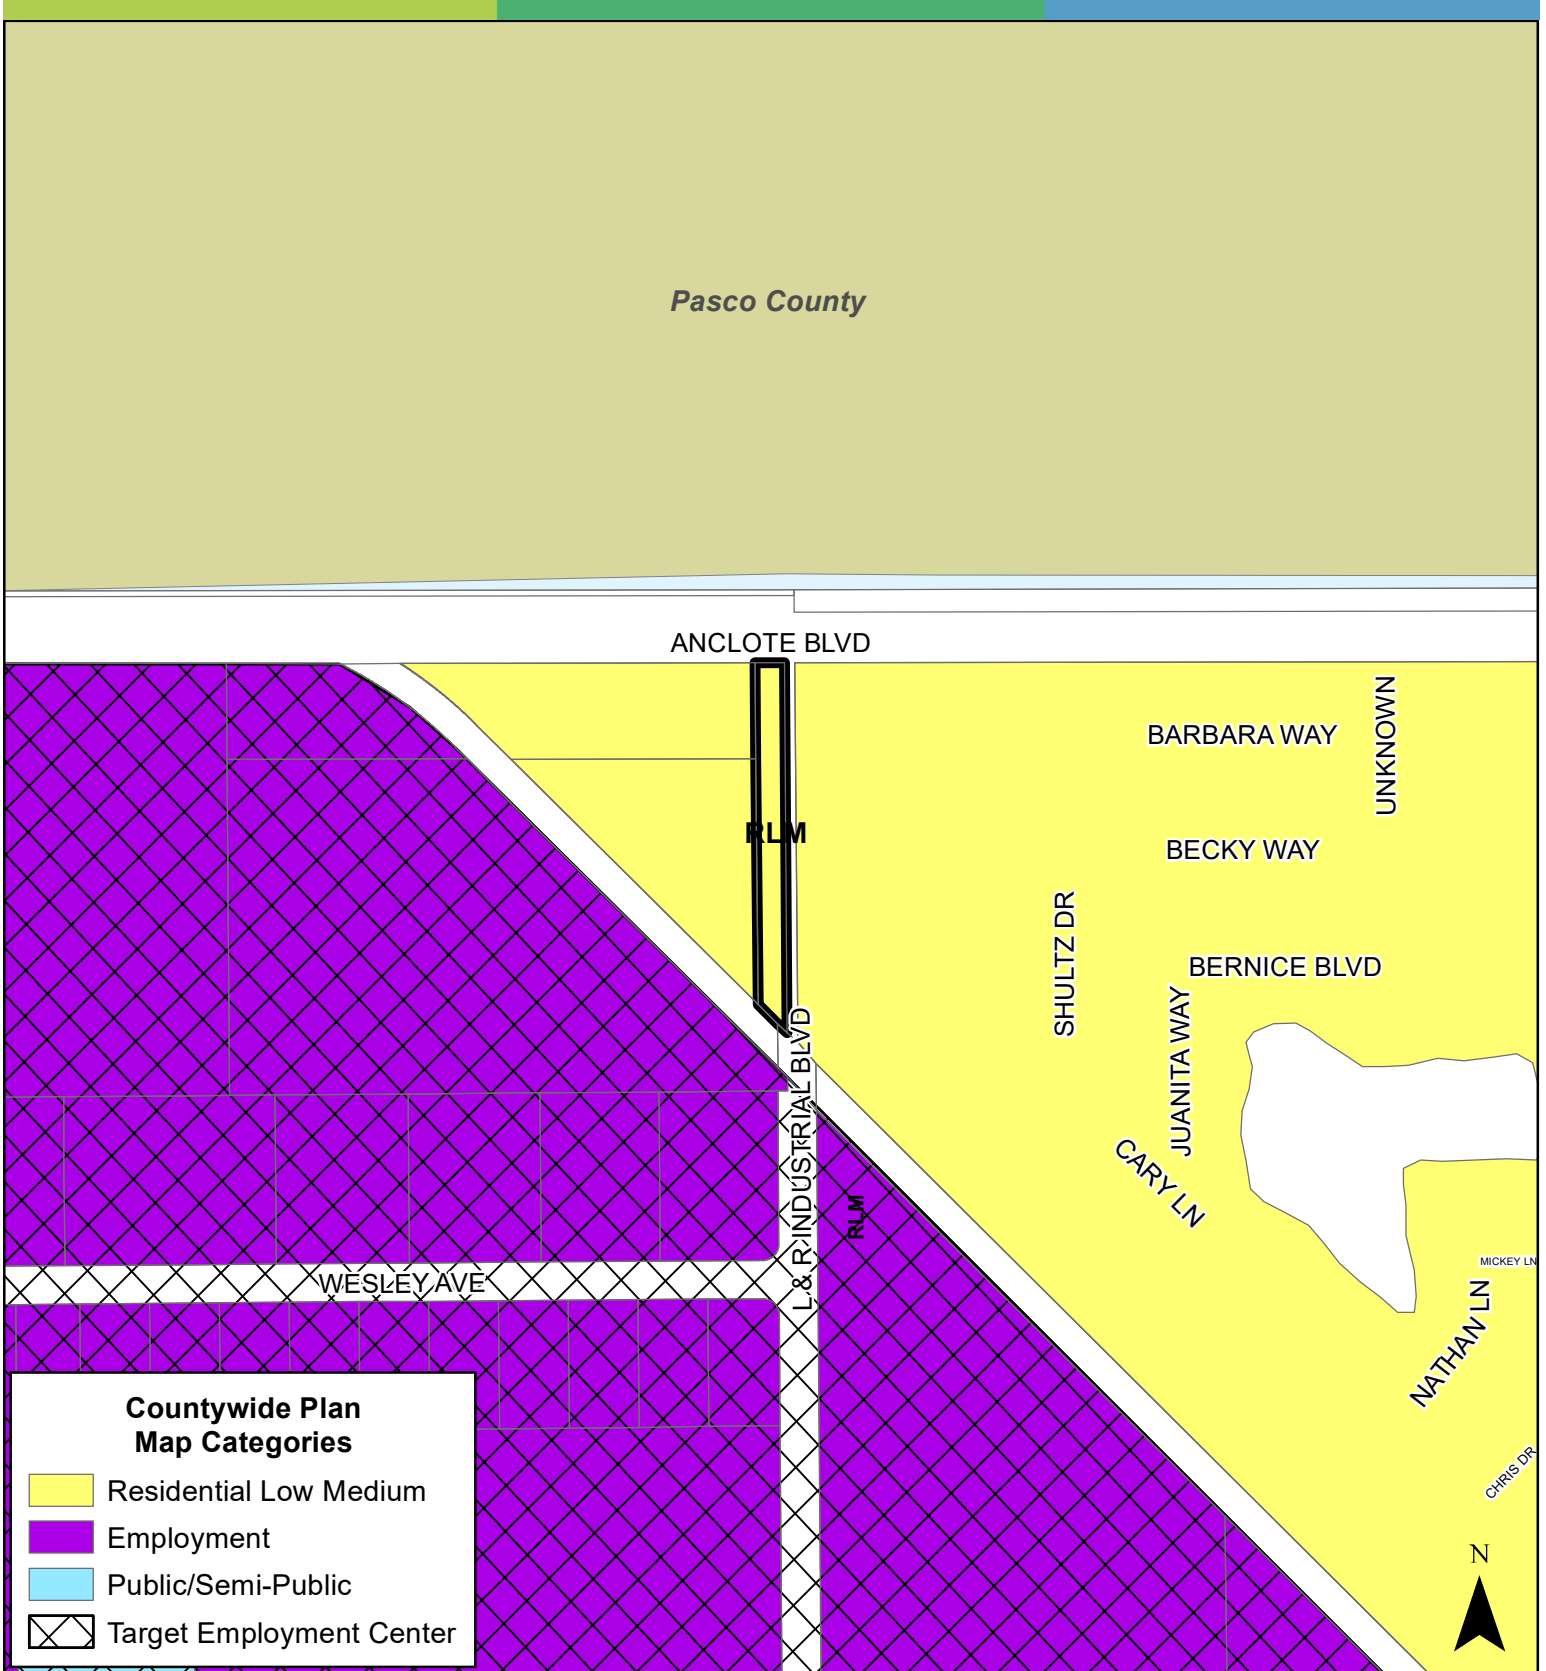 Pasco County
ANCLOTE BLVD
UNKNOWN
BARBARA WAY
RLM
BECKY WAY
SHULTZ DR
BERNICE BLVD
JUANITA WAY
L & R INDUSTRIAL BLVD
CARY LN
RLM
MICKEY LN
WESLEY AVE
NATHAN LN
CHRIS DR
Countywide Plan
Map Categories
Residential Low Medium
Employment
Public/Semi-Public
Target Employment Center
N